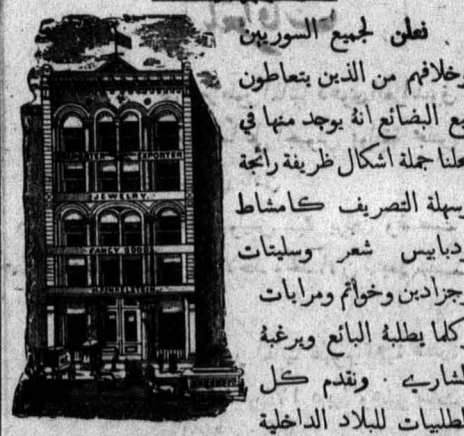 نعلن لجميع السوريين
وخلافهم من الذين يتعاطون
بيع البضائع انهُ يوجد منها في
محلنا جملة اشكال ظريفة رائجة
وسهلة التصريف كامشاط
ودبابيس شعر وسليتات
وجزادين وخواتم ومرايات
وكلما يطلبهُ البائع ويرغبهُ
الشاري ٠ ونقدم كل
الطلبيات للبلاد الداخلية
IMPORTER EXPORTER
JEWELRY
FANCY GOODS